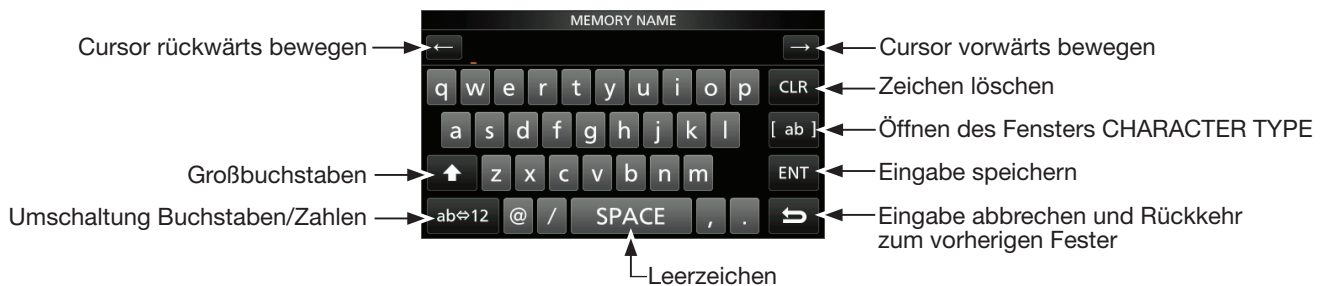 MEMORY NAME
Cursor rückwärts bewegen
←
→
Cursor vorwärts bewegen
q w e r t y u i o p
CLR
Zeichen löschen
a s d f g h j k l
[ ab ]
Öffnen des Fensters CHARACTER TYPE
Großbuchstaben
z x c v b n m
ENT
Eingabe speichern
Umschaltung Buchstaben/Zahlen
ab⇔12 @ / SPACE , .
Eingabe abbrechen und Rückkehr
zum vorherigen Fester
Leerzeichen